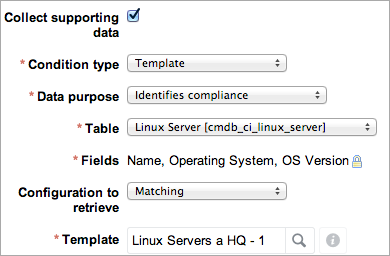 Collect supporting
data
* Condition type Template
* Data purpose Identifies compliance
* Table Linux Server [cmdb_ci_linux_server]
* Fields Name, Operating System, OS Version
Configuration to
retrieve Matching
* Template Linux Servers a HQ - 1